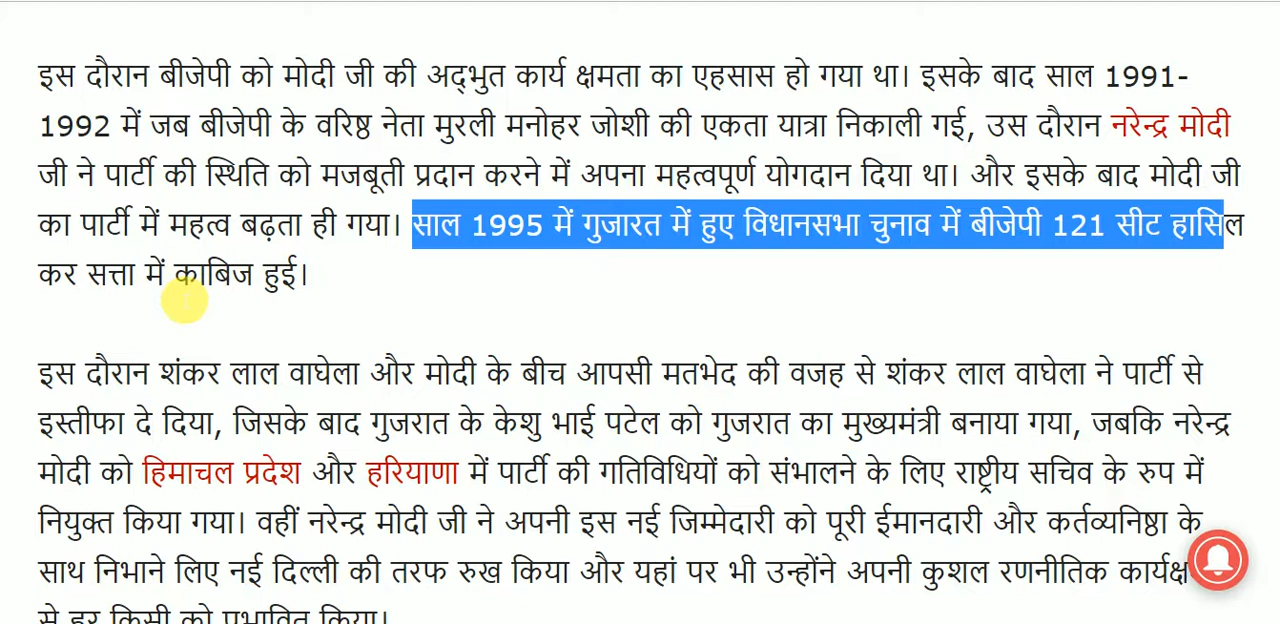 इस दौरान बीजेपी को मोदी जी की अद्भुत कार्य क्षमता का एहसास हो गया था। इसके बाद साल 1991-
1992 में जब बीजेपी के वरिष्ठ नेता मुरली मनोहर जोशी की एकता यात्रा निकाली गई, उस दौरान नरेन्द्र मोदी
जी ने पार्टी की स्थिति को मजबूती प्रदान करने में अपना महत्वपूर्ण योगदान दिया था। और इसके बाद मोदी जी
का पार्टी में महत्व बढ़ता ही गया। साल 1995 में गुजारत में हुए विधानसभा चुनाव में बीजेपी 121 सीट हासिल
कर सत्ता में काबिज हुई।
इस दौरान शंकर लाल वाघेला और मोदी के बीच आपसी मतभेद की वजह से शंकर लाल वाघेला ने पार्टी से
इस्तीफा दे दिया, जिसके बाद गुजरात के केशु भाई पटेल को गुजरात का मुख्यमंत्री बनाया गया, जबकि नरेन्द्र
मोदी को हिमाचल प्रदेश और हरियाणा में पार्टी की गतिविधियों को संभालने के लिए राष्ट्रीय सचिव के रुप में
नियुक्त किया गया। वहीं नरेन्द्र मोदी जी ने अपनी इस नई जिम्मेदारी को पूरी ईमानदारी और कर्तव्यनिष्ठा के
साथ निभाने लिए नई दिल्ली की तरफ रुख किया और यहां पर भी उन्होंने अपनी कुशल रणनीतिक
से हर किसी को प्रभावित किया।